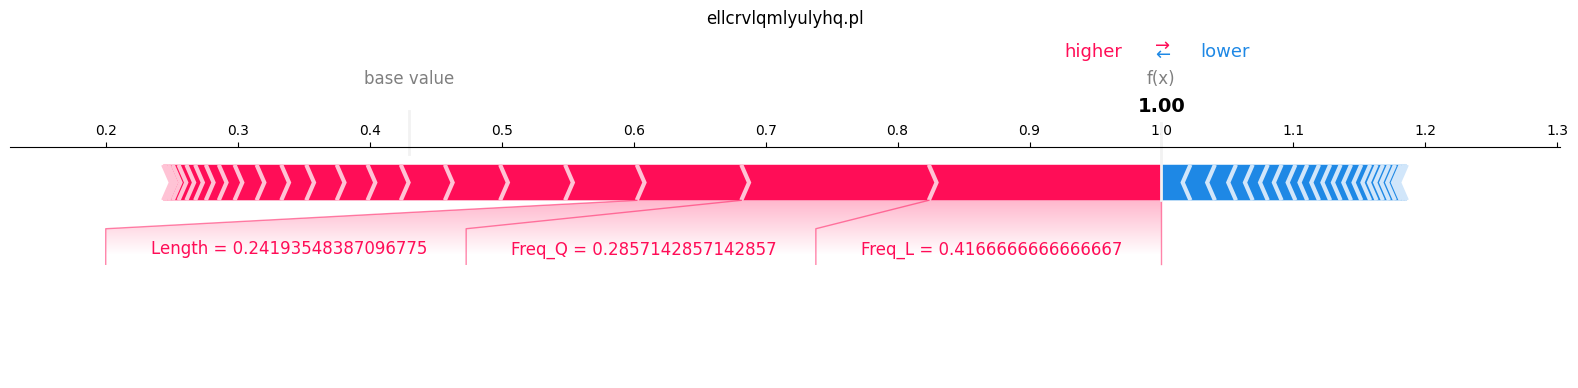 ellcrvlqmlyulyhq.pl
higher → ← lower
base value f(x)
1.00
0.2 0.3 0.4 0.5 0.6 0.7 0.8 0.9 1.0 1.1 1.2 1.3
Length = 0.24193548387096775 Freq_Q = 0.2857142857142857 Freq_L = 0.4166666666666667